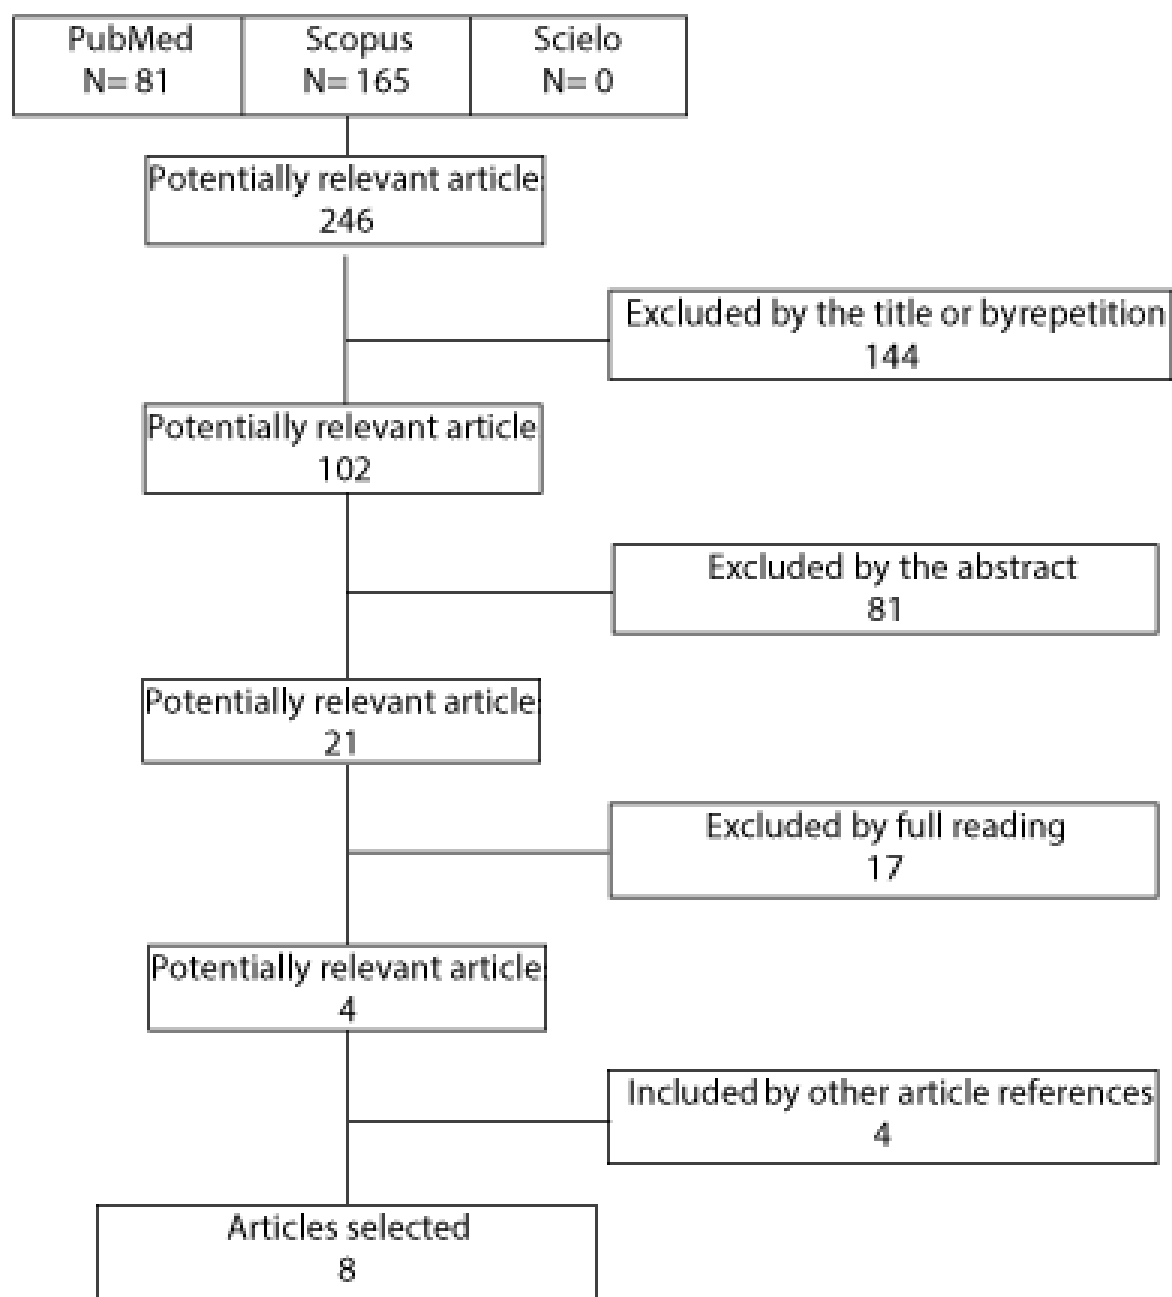 PubMed
N= 81
Scopus
N= 165
Scielo
N= 0
Potentially relevant article
246
Excluded by the title or byrepetition
144
Potentially relevant article
102
Excluded by the abstract
81
Potentially relevant article
21
Excluded by full reading
17
Potentially relevant article
4
Included by other article references
4
Articles selected
8